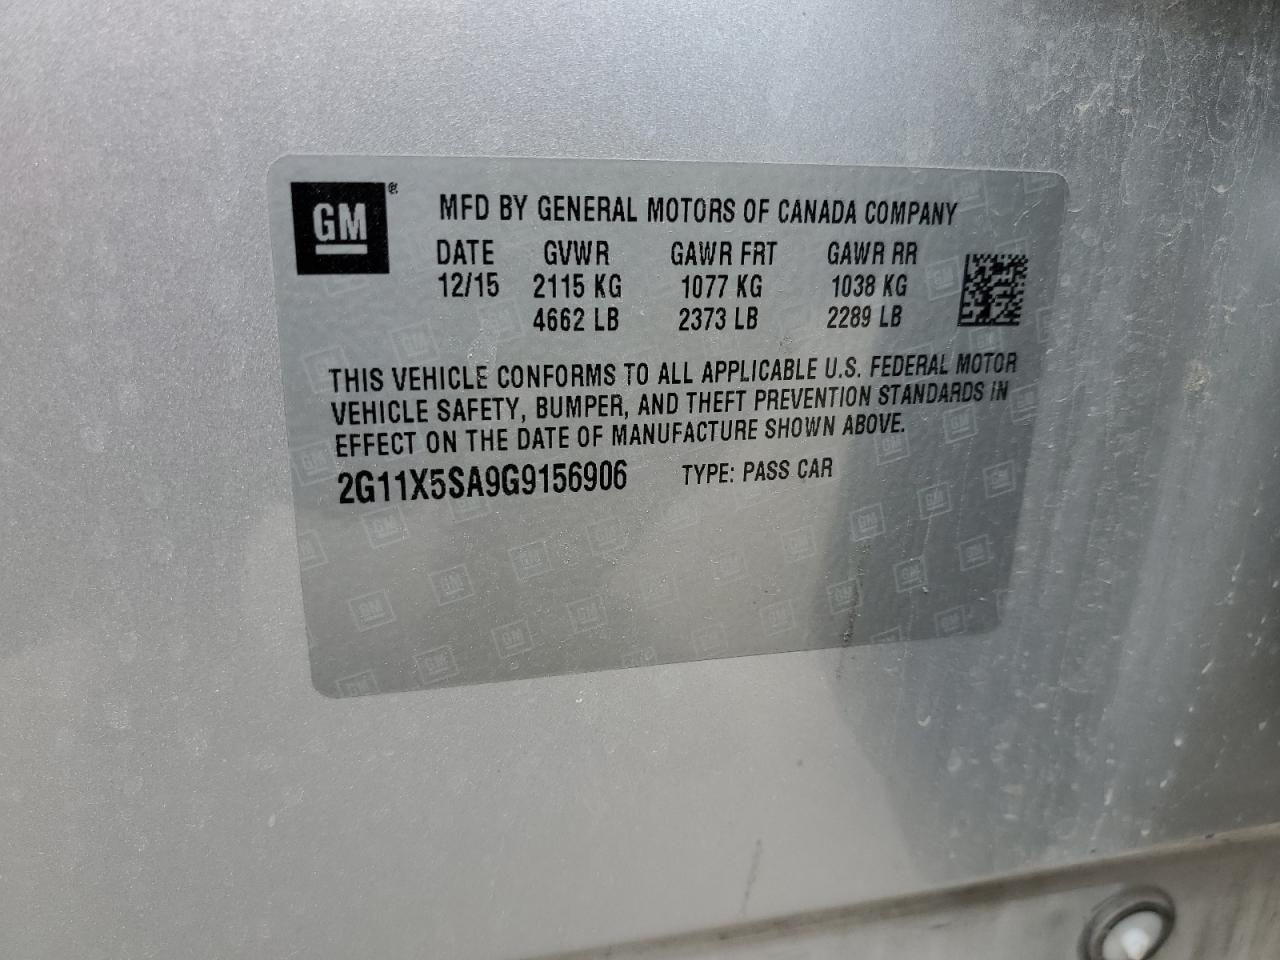 GM®
MFD BY GENERAL MOTORS OF CANADA COMPANY
DATE GVWR GAWR FRT GAWR RR
12/15 2115 KG 1077 KG 1038 KG
4662 LB 2373 LB 2289 LB
THIS VEHICLE CONFORMS TO ALL APPLICABLE U.S. FEDERAL MOTOR
VEHICLE SAFETY, BUMPER, AND THEFT PREVENTION STANDARDS IN
EFFECT ON THE DATE OF MANUFACTURE SHOWN ABOVE.
2G11X5SA9G9156906 TYPE: PASS CAR